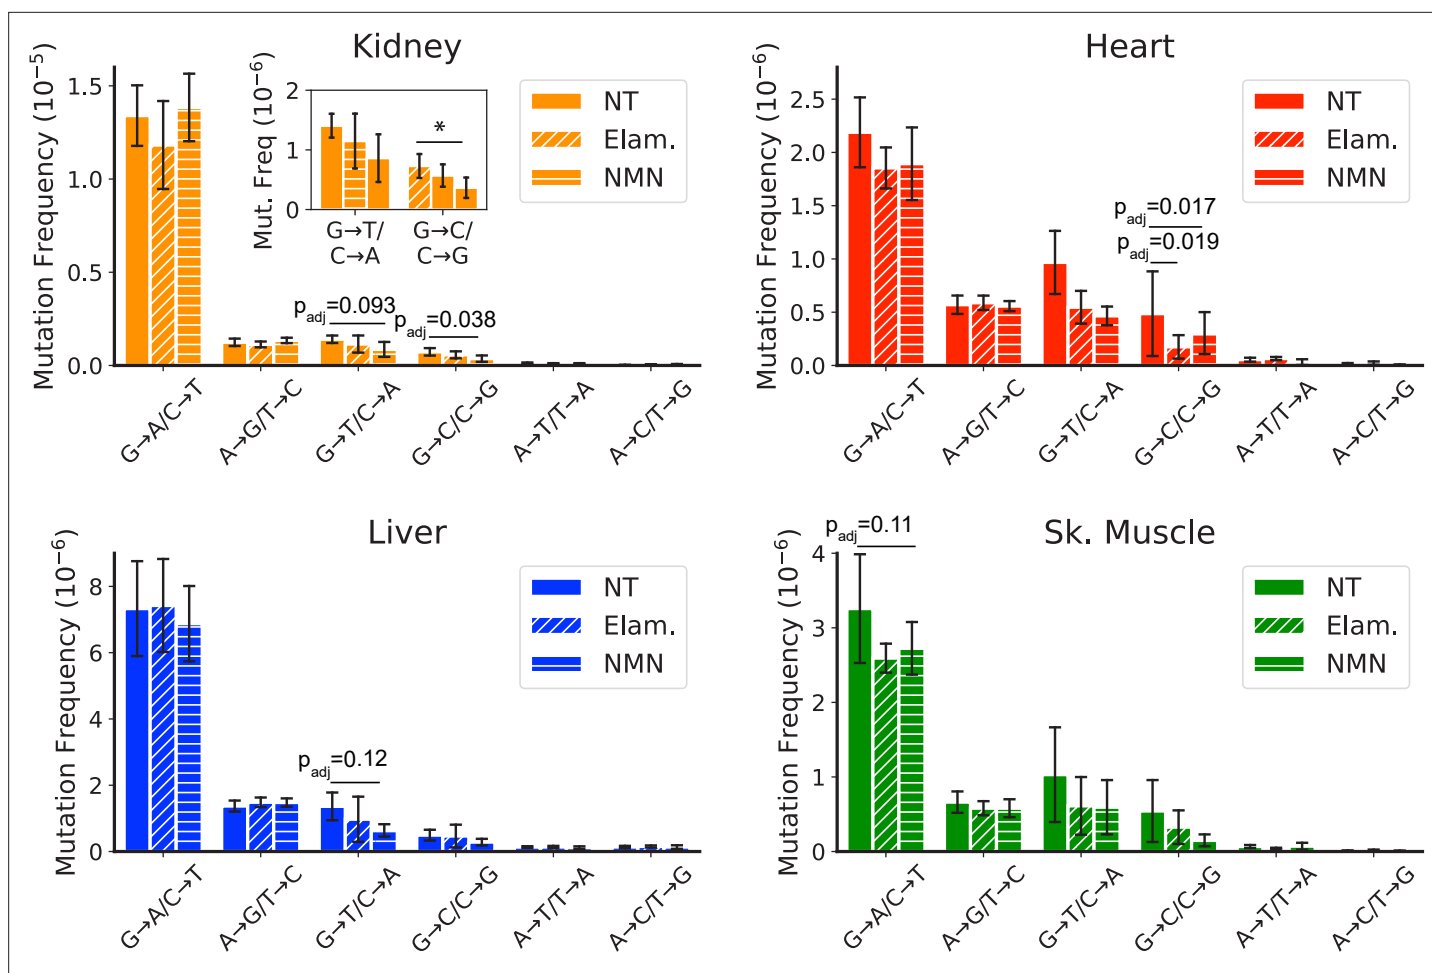 Kidney
Mutation Frequency (10⁻⁵)
1.5
1.0
0.5
0.0
Mut. Freq (10⁻⁶)
2
1
0
*
G→T/
C→A
G→C/
C→G
NT
Elam.
NMN
p_adj=0.093
p_adj=0.038
G→A/C→T
A→G/T→C
G→T/C→A
G→C/C→G
A→T/T→A
A→C/T→G
Heart
Mutation Frequency (10⁻⁶)
2.5
2.0
1.5
1.0
0.5
0.0
NT
Elam.
NMN
p_adj=0.017
p_adj=0.019
G→A/C→T
A→G/T→C
G→T/C→A
G→C/C→G
A→T/T→A
A→C/T→G
Liver
Mutation Frequency (10⁻⁶)
8
6
4
2
0
NT
Elam.
NMN
p_adj=0.12
G→A/C→T
A→G/T→C
G→T/C→A
G→C/C→G
A→T/T→A
A→C/T→G
Sk. Muscle
Mutation Frequency (10⁻⁶)
4
3
2
1
0
p_adj=0.11
NT
Elam.
NMN
G→A/C→T
A→G/T→C
G→T/C→A
G→C/C→G
A→T/T→A
A→C/T→G